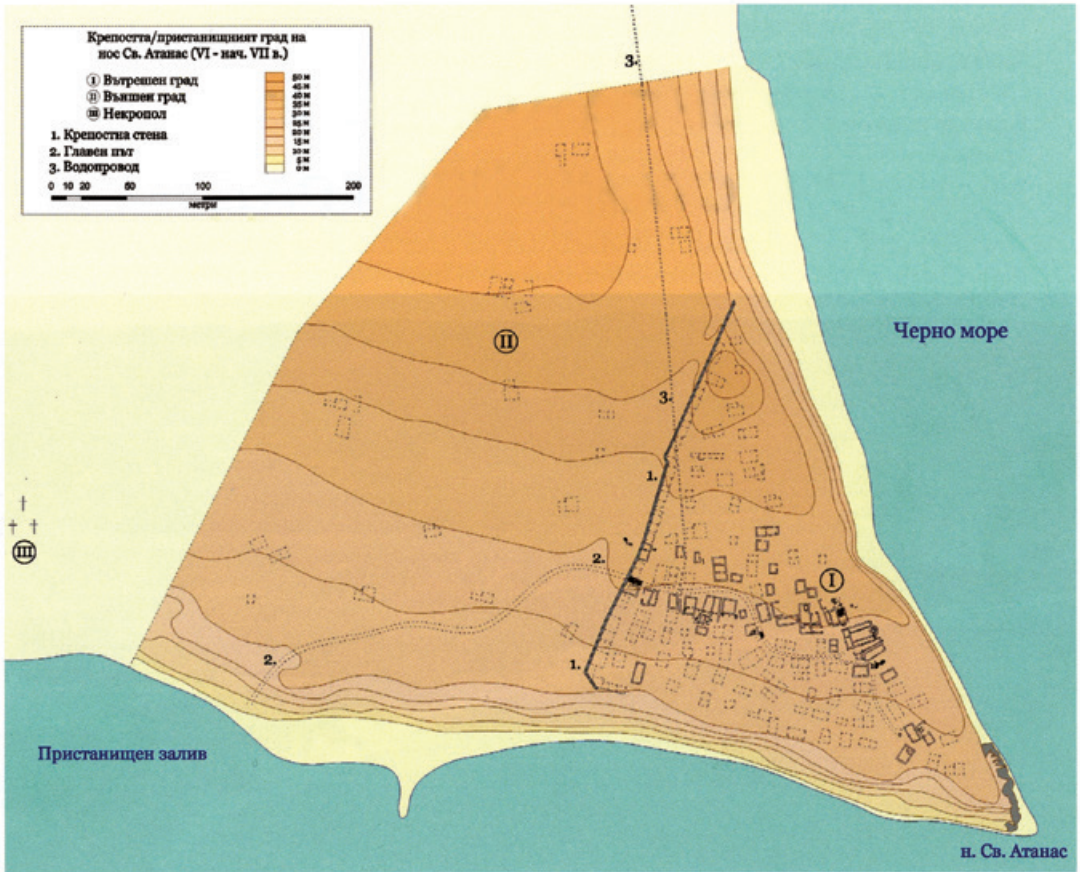 Крепостта/пристанищният град на
нос Св. Атанас (VI - нач. VII в.)
I Вътрешен град
II Външен град
III Некропол
1. Крепостна стена
2. Главен път
3. Водопровод
50 м
45 м
40 м
35 м
30 м
25 м
20 м
15 м
10 м
5 м
0 м
0 10 20 50 100 200
метри
3.
Черно море
II
3.
1.
III
2.
I
2.
1.
Пристанищен залив
н. Св. Атанас